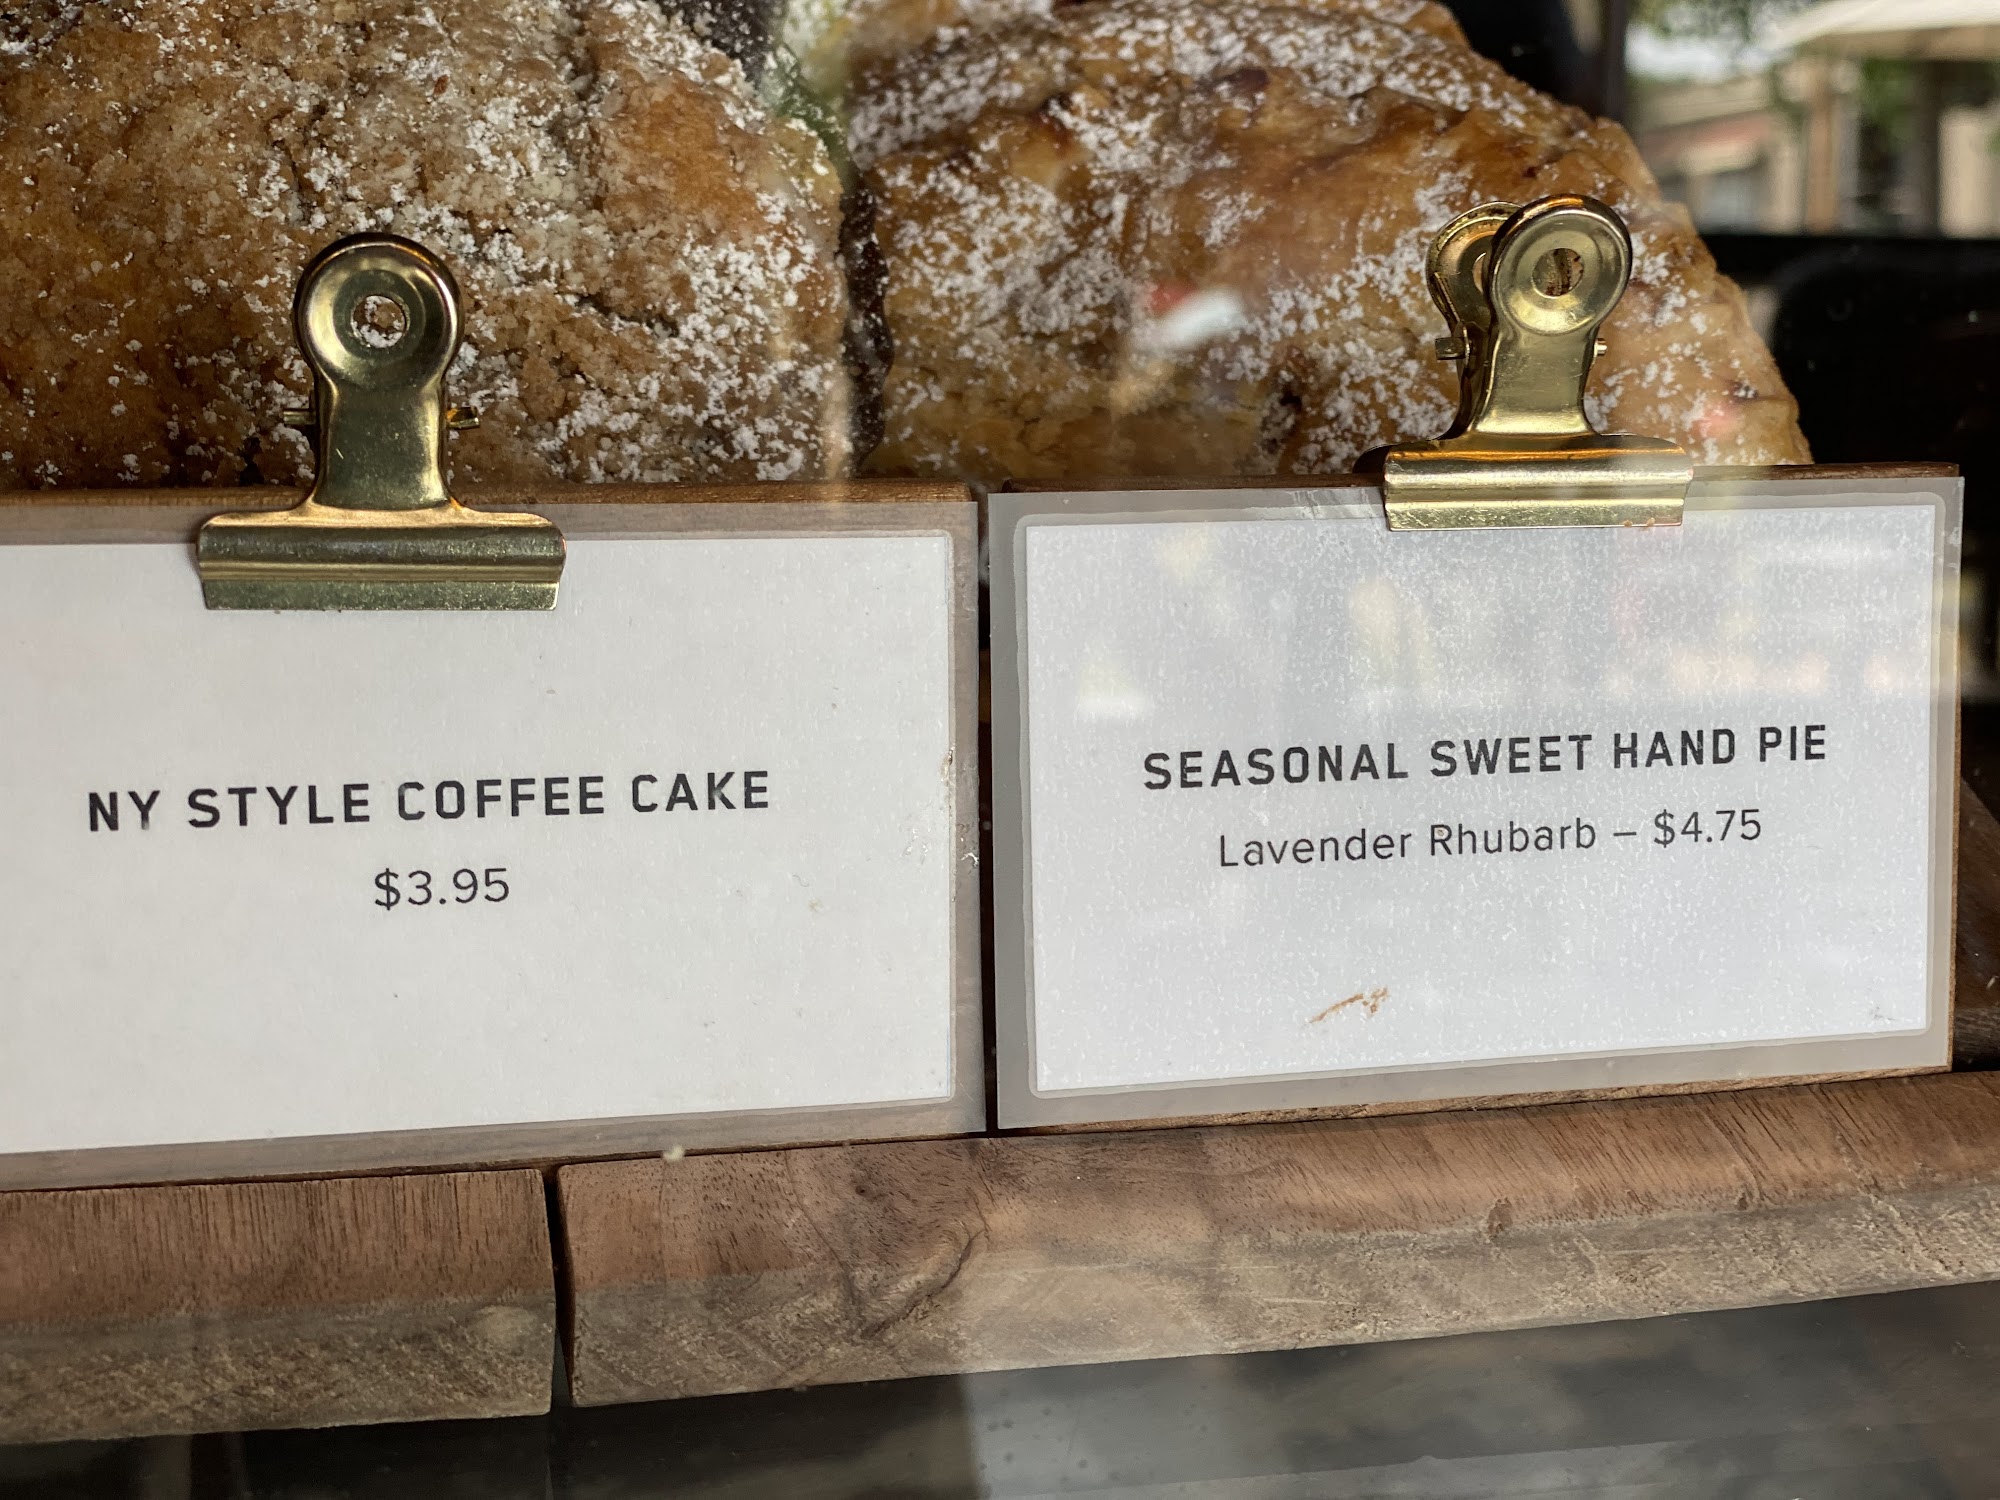 NY STYLE COFFEE CAKE
$3.95
SEASONAL SWEET HAND PIE
Lavender Rhubarb – $4.75